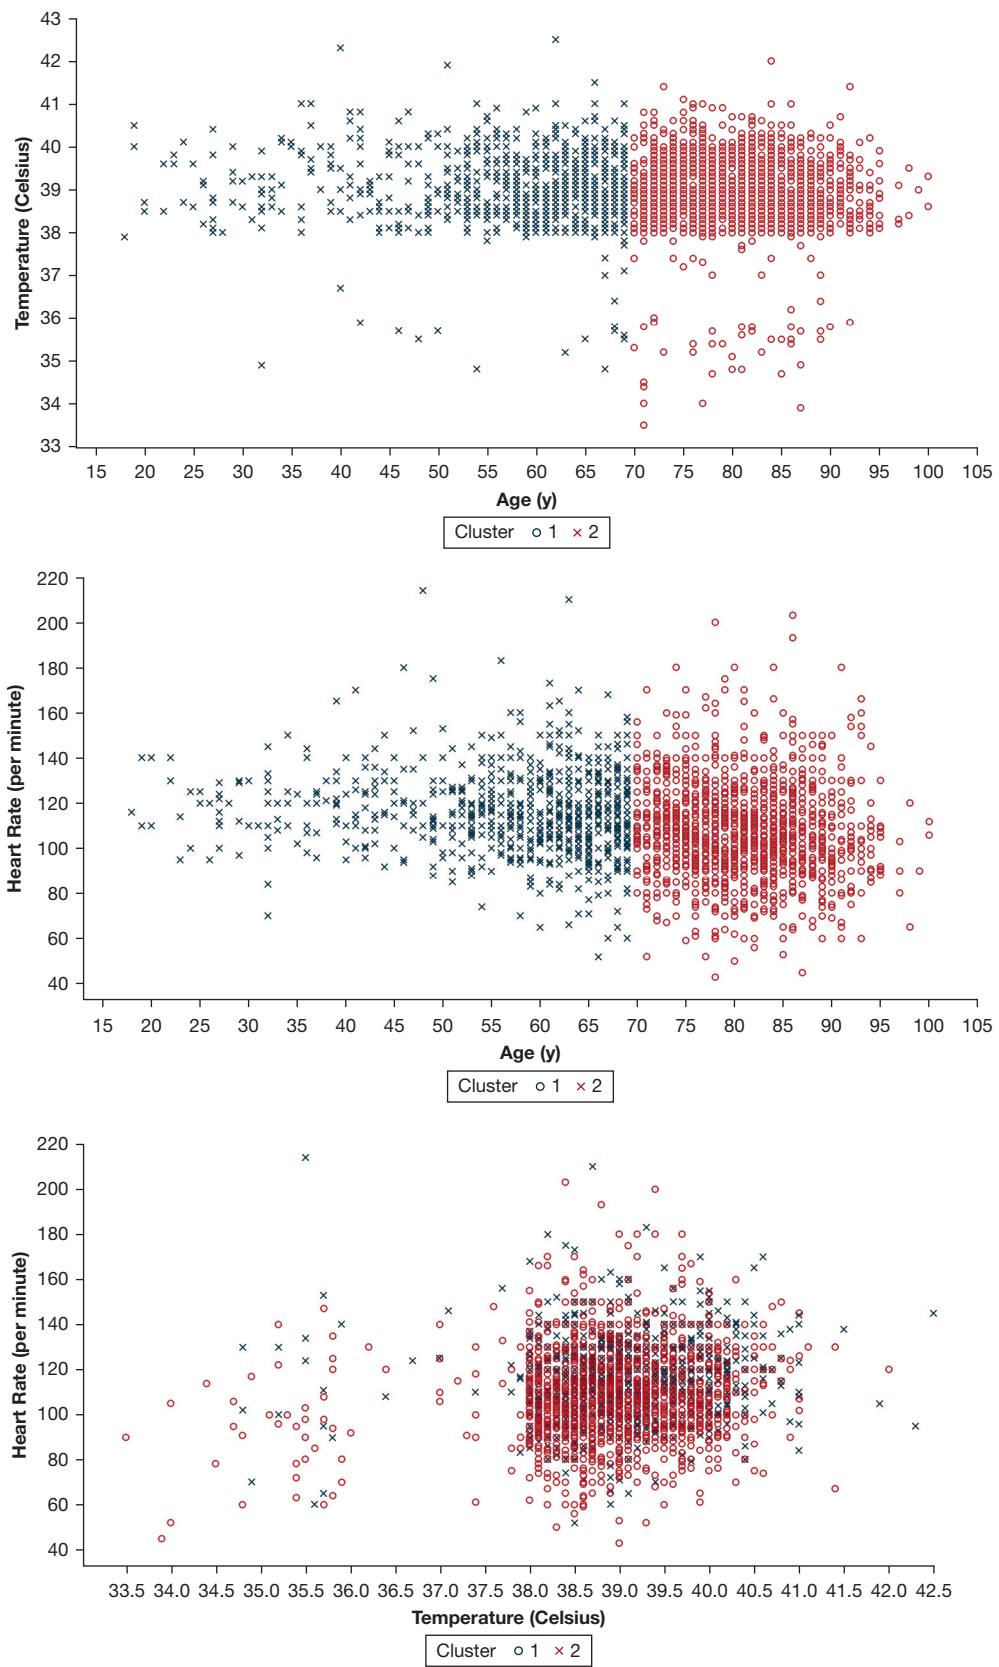 43
42
41
40
39
38
37
36
35
34
33
Temperature (Celsius)
15 20 25 30 35 40 45 50 55 60 65 70 75 80 85 90 95 100 105
Age (y)
Cluster 1 2
220
200
180
160
140
120
100
80
60
40
Heart Rate (per minute)
15 20 25 30 35 40 45 50 55 60 65 70 75 80 85 90 95 100 105
Age (y)
Cluster 1 2
220
200
180
160
140
120
100
80
60
40
Heart Rate (per minute)
33.5 34.0 34.5 35.0 35.5 36.0 36.5 37.0 37.5 38.0 38.5 39.0 39.5 40.0 40.5 41.0 41.5 42.0 42.5
Temperature (Celsius)
Cluster 1 2